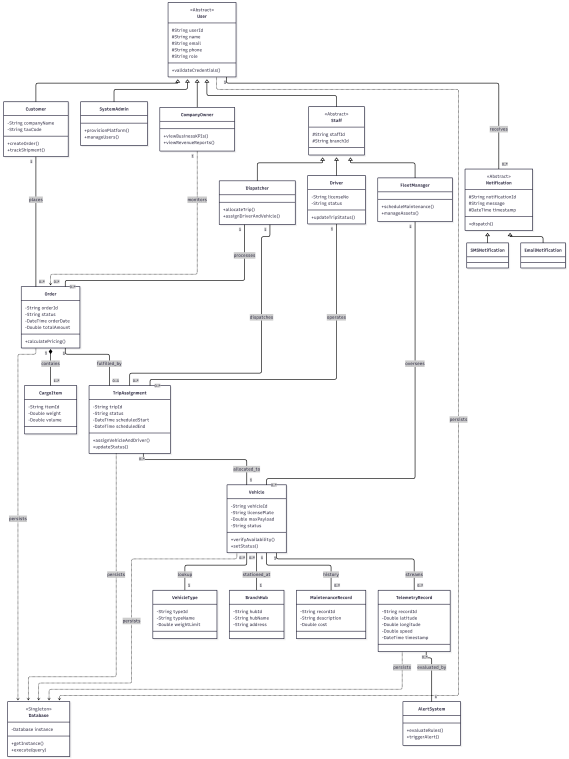 «Abstract»
User
#String userId
#String name
#String email
#String phone
#String role
+validateCredentials()
Customer
-String companyName
-String taxCode
+createOrder()
+trackShipment()
SystemAdmin
+provisionPlatform()
+manageUsers()
CompanyOwner
+viewBusinessKPIs()
+viewRevenueReports()
«Abstract»
Staff
#String staffId
#String branchId
receives
places
monitors
Dispatcher
+allocateTrip()
+assignDriverAndVehicle()
Driver
-String licenseNo
-String status
+updateTripStatus()
FleetManager
+scheduleMaintenance()
+manageAssets()
«Abstract»
Notification
#String notificationId
#String message
#DateTime timestamp
+dispatch()
SMSNotification
EmailNotification
processes
dispatches
operates
oversees
persists
Order
-String orderId
-String status
-DateTime orderDate
-Double totalAmount
+calculatePricing()
contains
fulfilled_by
CargoItem
-String itemId
-Double weight
-Double volume
TripAssignment
-String tripId
-String status
-DateTime scheduledStart
-DateTime scheduledEnd
+assignVehicleAndDriver()
+updateStatus()
allocated_to
Vehicle
-String vehicleId
-String licensePlate
-Double maxPayload
-String status
+verifyAvailability()
+setStatus()
persists
persists
persists
lookup
stationed_at
history
streams
VehicleType
-String typeId
-String typeName
-Double weightLimit
BranchHub
-String hubId
-String hubName
-String address
MaintenanceRecord
-String recordId
-String description
-Double cost
TelemetryRecord
-String recordId
-Double latitude
-Double longitude
-Double speed
-DateTime timestamp
persists
evaluated_by
«Singleton»
Database
-Database instance
+getInstance()
+execute(query)
AlertSystem
+evaluateRules()
+triggerAlert()